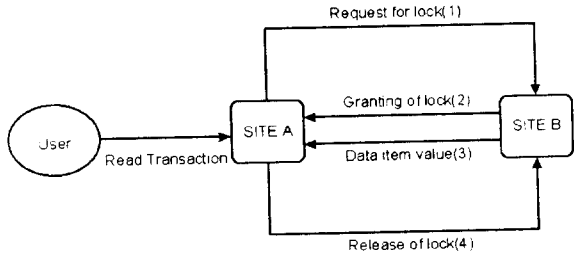 Request for lock(1)
Granting of lock(2)
User
SITE A
SITE B
Read Transaction
Data item value(3)
Release of lock(4)